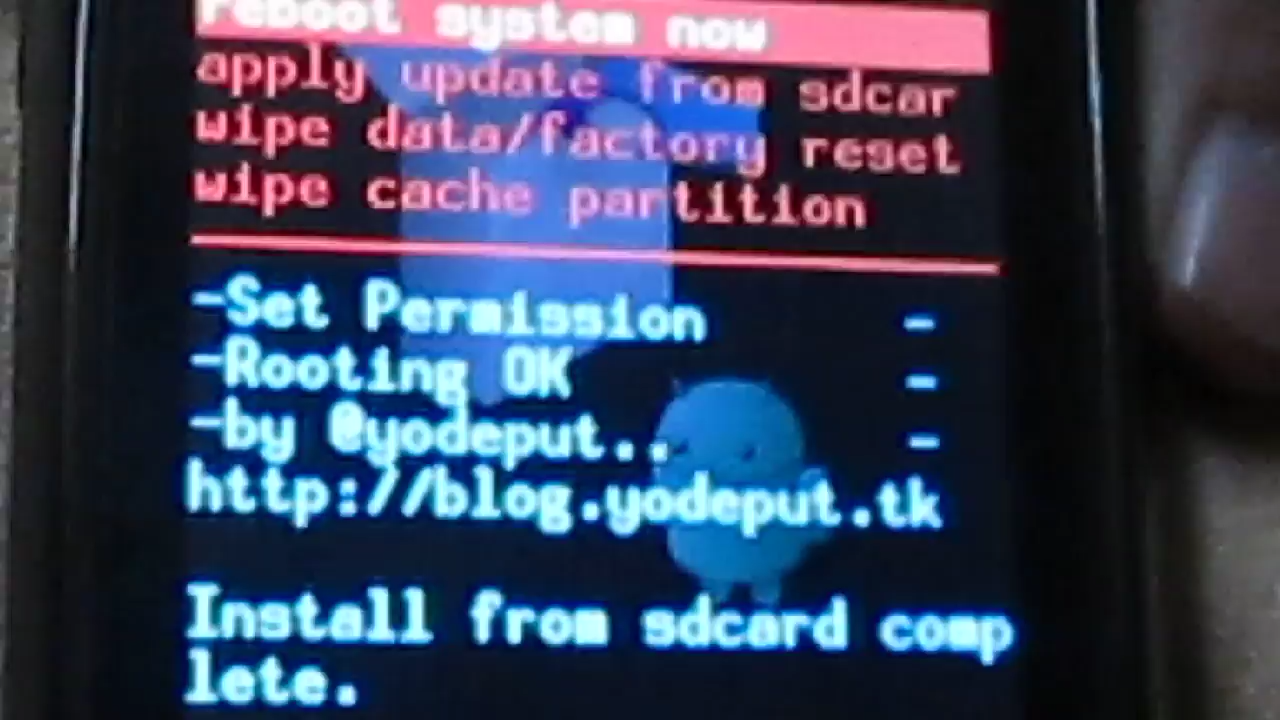 reboot system now
apply update from sdcar
wipe data/factory reset
wipe cache partition
-Set Permission -
-Rooting OK -
-by @yodeput.. -
http://blog.yodeput.tk
Install from sdcard comp
lete.